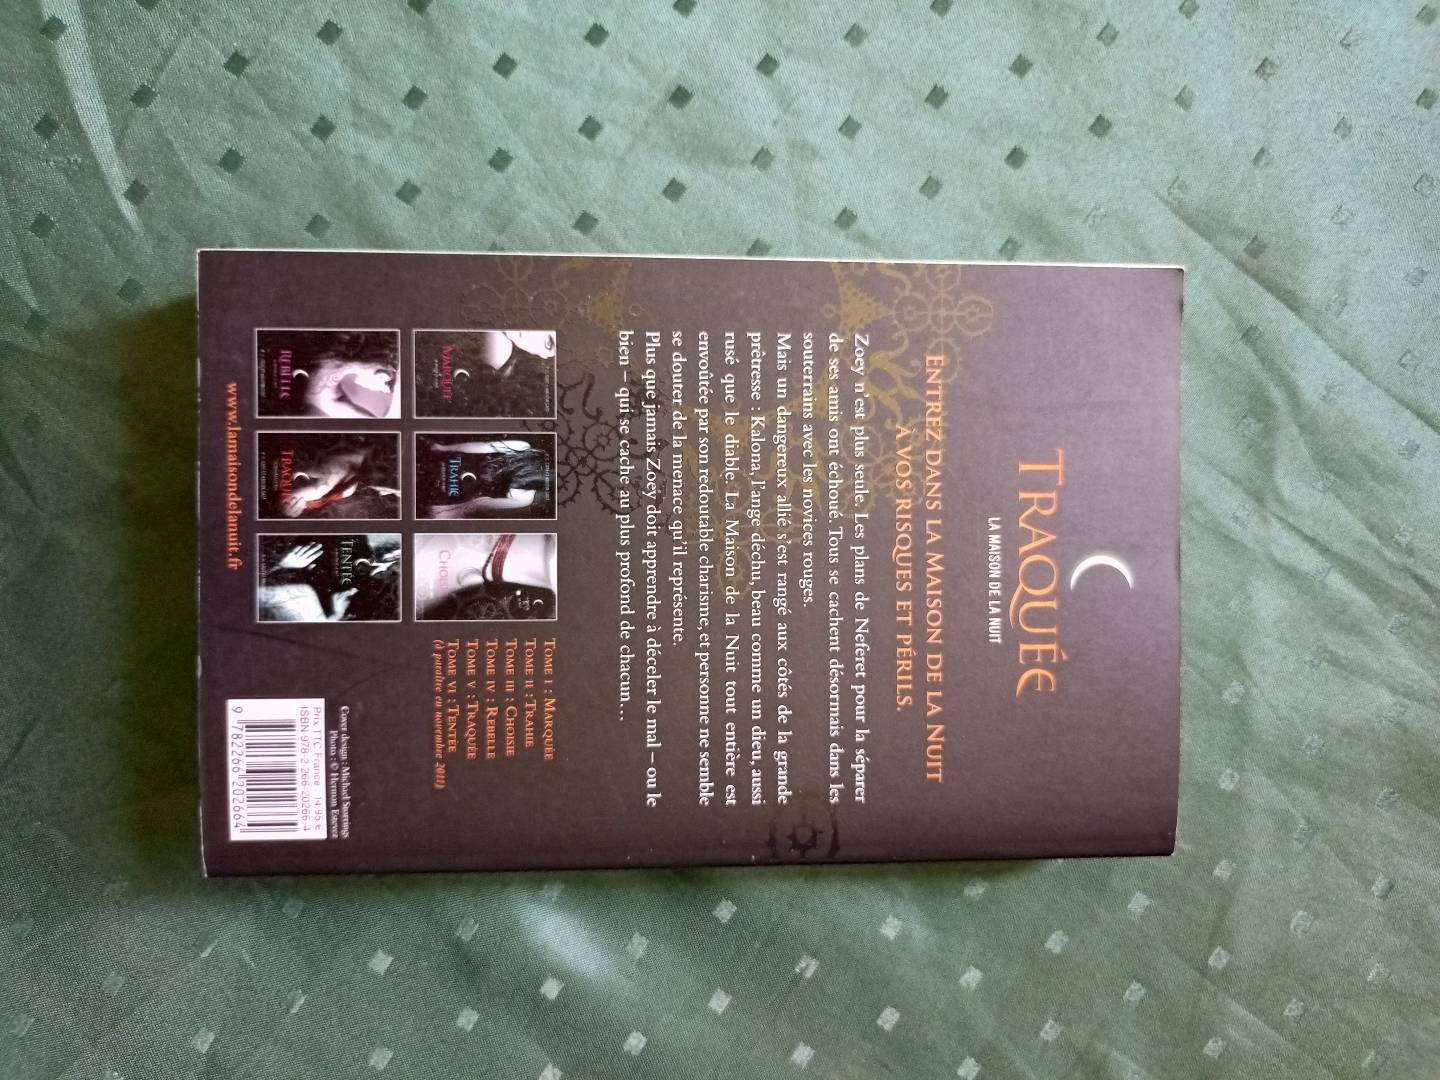 TRAQUÉE
LA MAISON DE LA NUIT
ENTREZ DANS LA MAISON DE LA NUIT
À VOS RISQUES ET PÉRILS.
Zoey n'est plus seule. Les plans de Neferet pour la séparer
de ses amis ont échoué. Tous se cachent désormais dans les
souterrains avec les novices rouges.
Mais un dangereux allié s'est rangé aux côtés de la grande
prêtresse : Kalona, l'ange déchu, beau comme un dieu, aussi
rusé que le diable. La Maison de la Nuit tout entière est
envoûtée par son redoutable charisme, et personne ne semble
se douter de la menace qu'il représente.
Plus que jamais Zoey doit apprendre à déceler le mal – ou le
bien – qui se cache au plus profond de chacun…
MARQUÉE
TRAHIE
CHOISIE
REBELLE
TRAQUÉE
TENTÉE
TOME I : MARQUÉE
TOME II : TRAHIE
TOME III : CHOISIE
TOME IV : REBELLE
TOME V : TRAQUÉE
TOME VI : TENTÉE
(à paraître en novembre 2011)
www.lamaisondelanuit.fr
Cover design : Michael Storrings
Photo : © Herman Estevez
Prix TTC France : 14,95 €
ISBN 978-2-266-20266-4
9 782266 202664